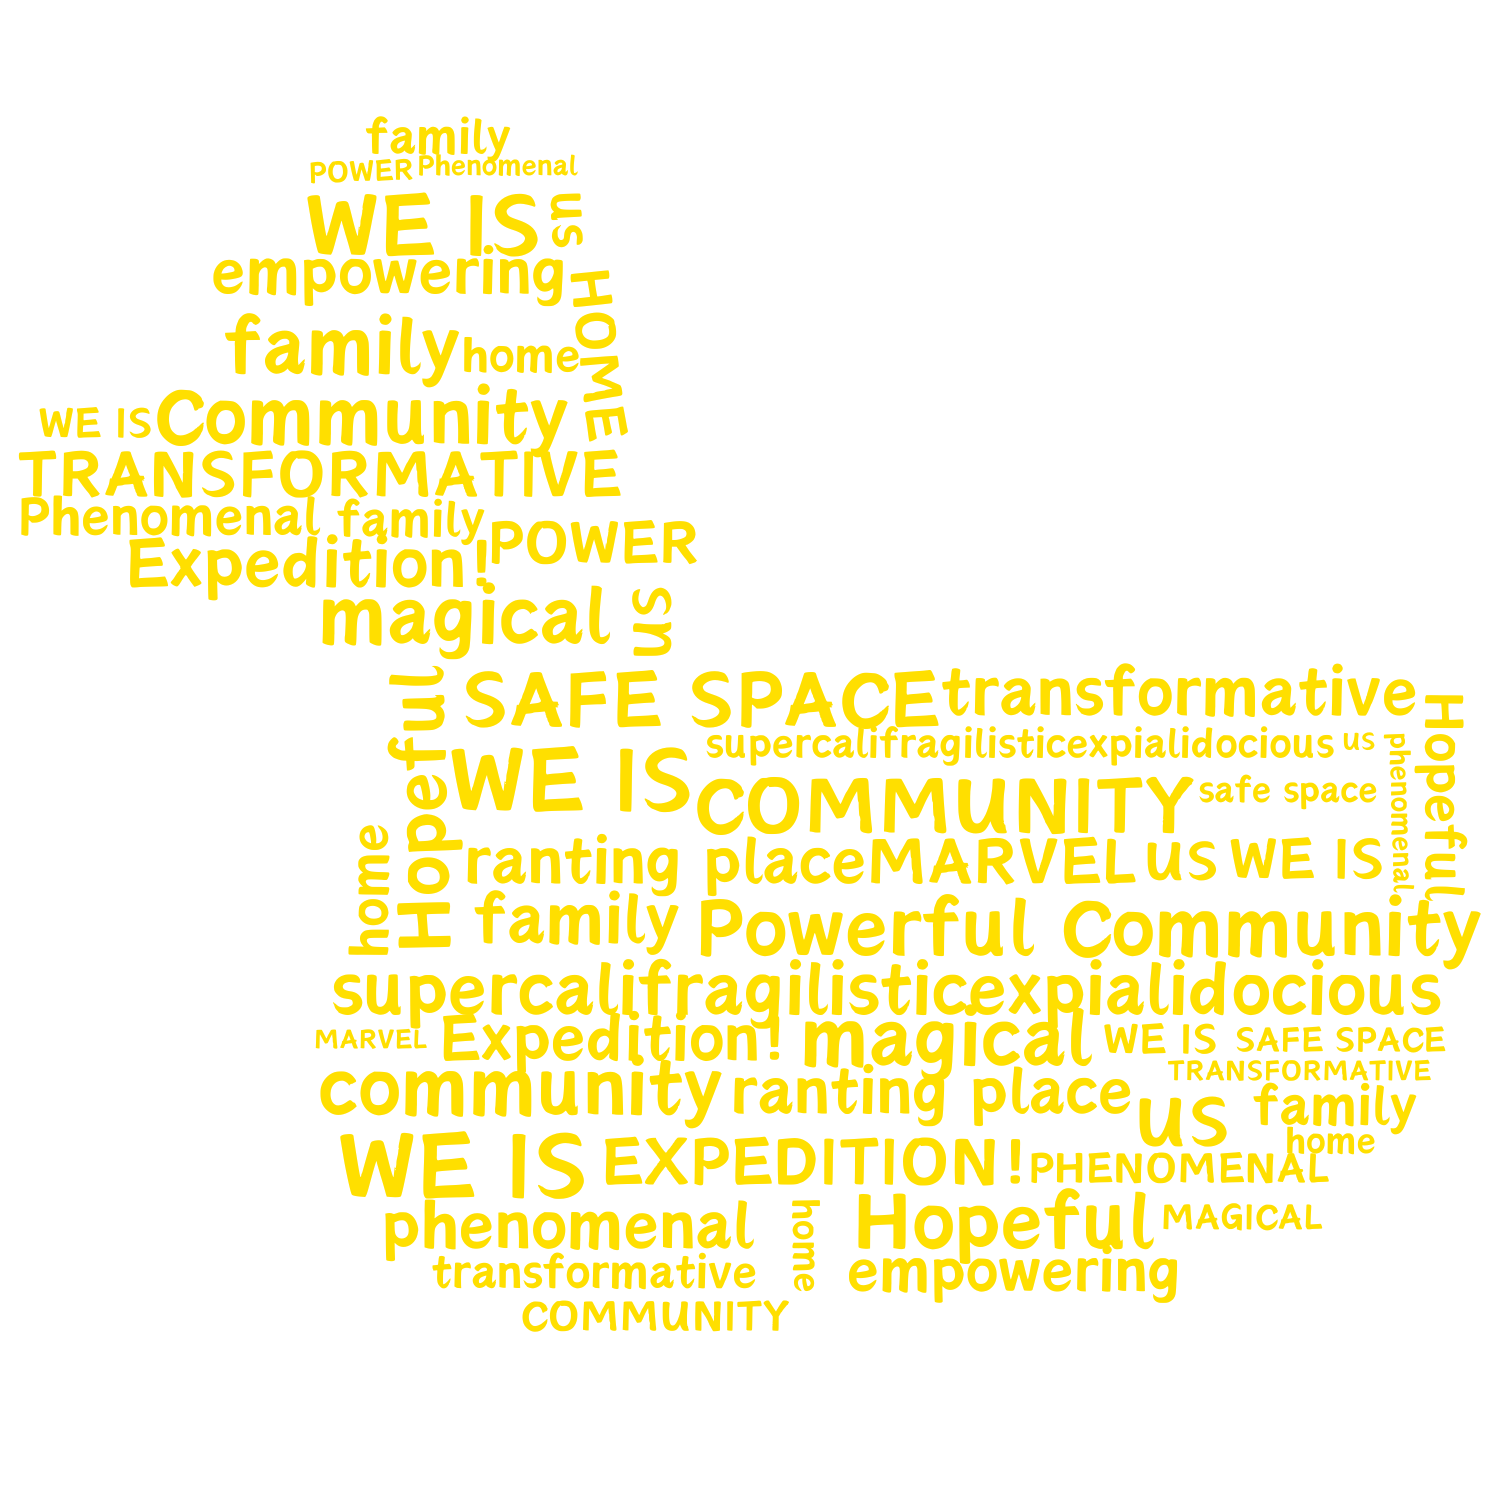 family
POWER Phenomenal
WE IS us
empowering
HOME
family home
WE IS Community
TRANSFORMATIVE
Phenomenal family
POWER
Expedition!
magical us
Hopeful
SAFE SPACE transformative
Hopeful
supercalifragilisticexpialidocious us
phenomenal
WE IS COMMUNITY safe space
home
ranting place MARVEL US WE IS
family Powerful Community
supercalifragilisticexpialidocious
MARVEL Expedition! magical WE IS SAFE SPACE
TRANSFORMATIVE
community ranting place
us family
home
WE IS EXPEDITION! PHENOMENAL
phenomenal home Hopeful MAGICAL
transformative empowering
COMMUNITY